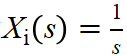 Xᵢ(s) = 1/s